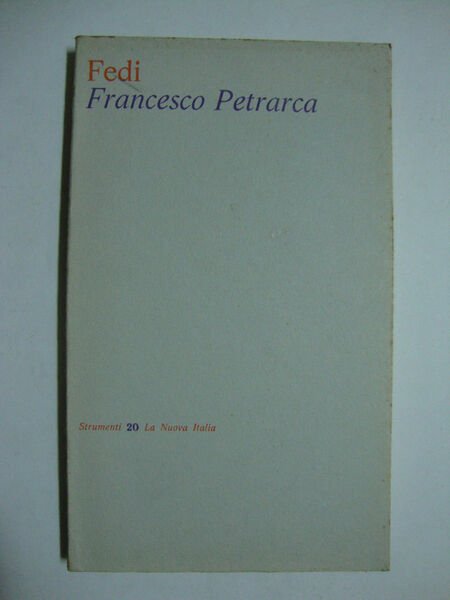 Fedi
Francesco Petrarca
Strumenti 20 La Nuova Italia